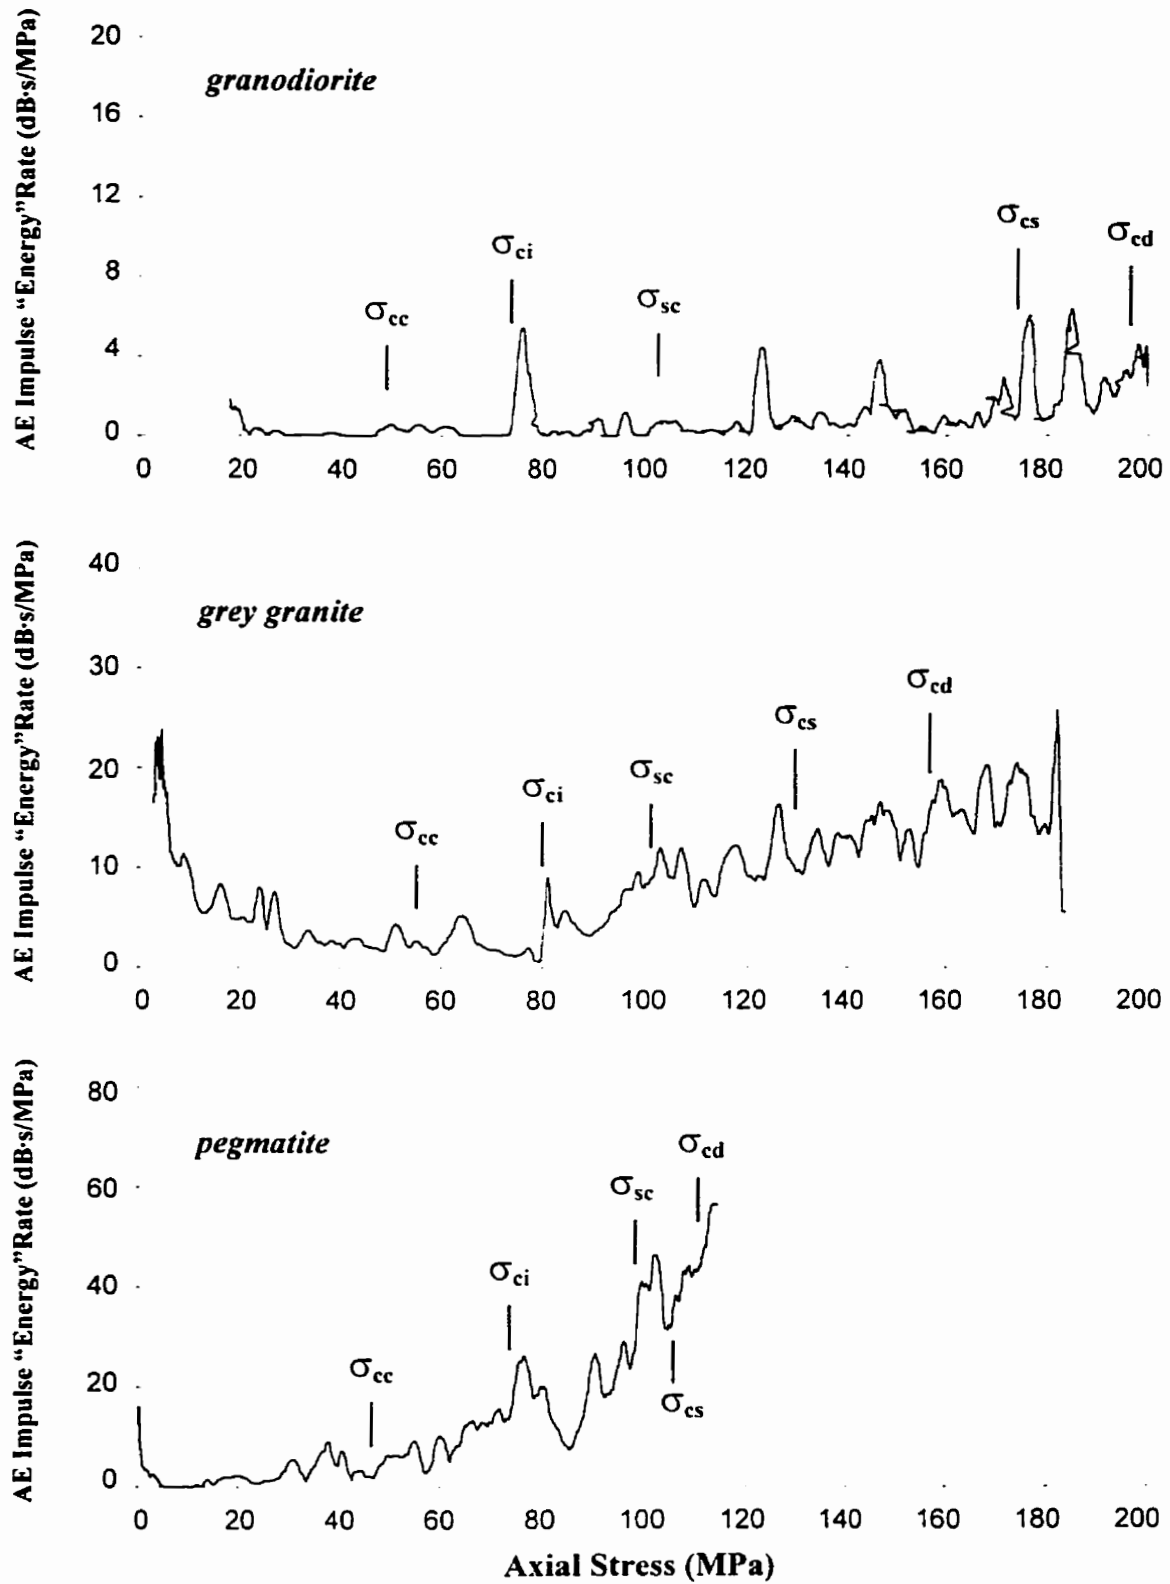 AE Impulse “Energy”Rate (dB·s/MPa)
20
16
12
8
4
0
granodiorite
σcc
σci
σsc
σcs
σcd
0 20 40 60 80 100 120 140 160 180 200
AE Impulse “Energy”Rate (dB·s/MPa)
40
30
20
10
0
grey granite
σcc
σci
σsc
σcs
σcd
0 20 40 60 80 100 120 140 160 180 200
AE Impulse “Energy”Rate (dB·s/MPa)
80
60
40
20
0
pegmatite
σcc
σci
σsc
σcs
σcd
0 20 40 60 80 100 120 140 160 180 200
Axial Stress (MPa)